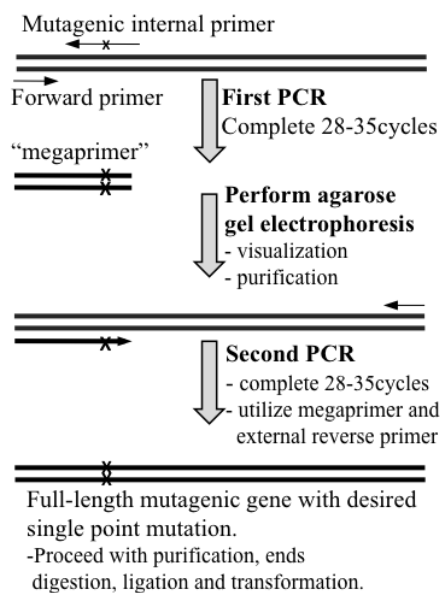 Mutagenic internal primer
x
Forward primer
First PCR
Complete 28-35cycles
“megaprimer”
x
x
Perform agarose
gel electrophoresis
- visualization
- purification
x
Second PCR
- complete 28-35cycles
- utilize megaprimer and
external reverse primer
x
x
Full-length mutagenic gene with desired
single point mutation.
-Proceed with purification, ends
digestion, ligation and transformation.